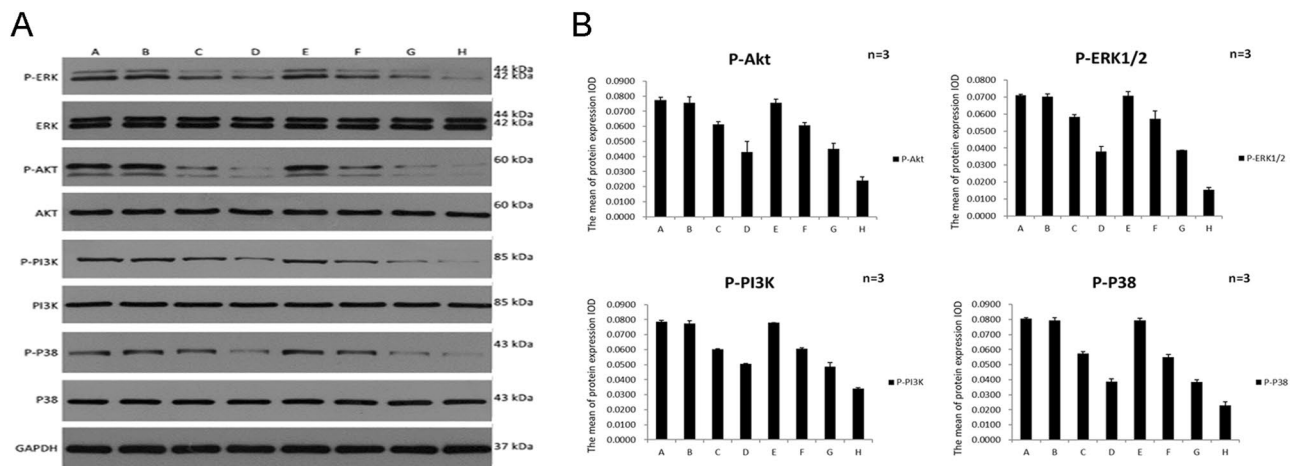 A
A B C D E F G H
P-ERK 44 kDa
42 kDa
ERK 44 kDa
42 kDa
P-AKT 60 kDa
AKT 60 kDa
P-PI3K 85 kDa
PI3K 85 kDa
P-P38 43 kDa
P38 43 kDa
GAPDH 37 kDa
B
P-Akt n=3
The mean of protein expression IOD
0.0900
0.0800
0.0700
0.0600
0.0500
0.0400
0.0300
0.0200
0.0100
0.0000
A B C D E F G H
P-Akt
P-ERK1/2 n=3
The mean of protein expression IOD
0.0800
0.0700
0.0600
0.0500
0.0400
0.0300
0.0200
0.0100
0.0000
A B C D E F G H
P-ERK1/2
P-PI3K n=3
The mean of protein expression IOD
0.0900
0.0800
0.0700
0.0600
0.0500
0.0400
0.0300
0.0200
0.0100
0.0000
A B C D E F G H
P-PI3K
P-P38 n=3
The mean of protein expression IOD
0.0900
0.0800
0.0700
0.0600
0.0500
0.0400
0.0300
0.0200
0.0100
0.0000
A B C D E F G H
P-P38